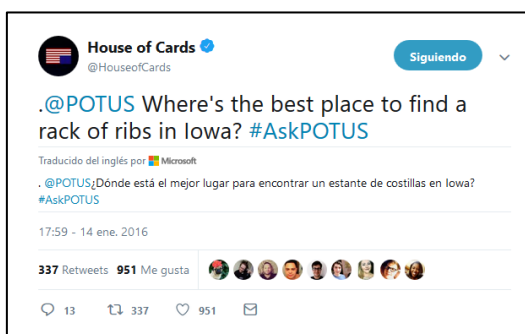 House of Cards
@HouseofCards
Siguiendo
.@POTUS Where's the best place to find a
rack of ribs in Iowa? #AskPOTUS
Traducido del inglés por Microsoft
. @POTUS¿Dónde está el mejor lugar para encontrar un estante de costillas en Iowa?
#AskPOTUS
17:59 - 14 ene. 2016
337 Retweets 951 Me gusta
13 337 951